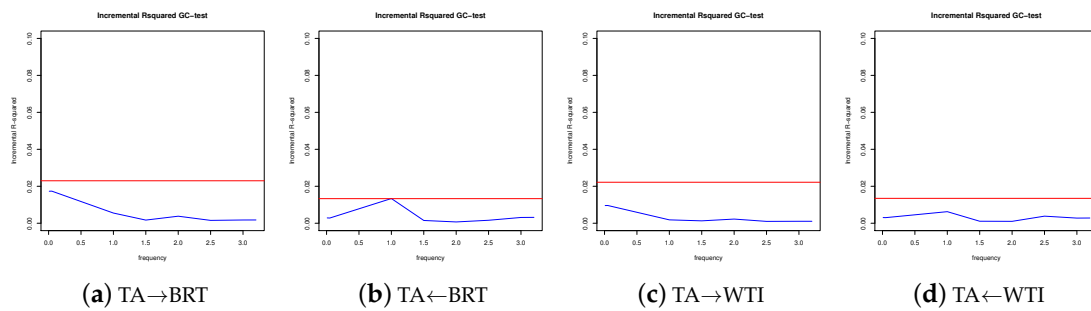 Incremental Rsquared GC−test
Incremental R−squared
0.00 0.02 0.04 0.06 0.08 0.10
0.0 0.5 1.0 1.5 2.0 2.5 3.0
frequency
(a) TA→BRT
Incremental Rsquared GC−test
Incremental R−squared
0.00 0.02 0.04 0.06 0.08 0.10
0.0 0.5 1.0 1.5 2.0 2.5 3.0
frequency
(b) TA←BRT
Incremental Rsquared GC−test
Incremental R−squared
0.00 0.02 0.04 0.06 0.08 0.10
0.0 0.5 1.0 1.5 2.0 2.5 3.0
frequency
(c) TA→WTI
Incremental Rsquared GC−test
Incremental R−squared
0.00 0.02 0.04 0.06 0.08 0.10
0.0 0.5 1.0 1.5 2.0 2.5 3.0
frequency
(d) TA←WTI